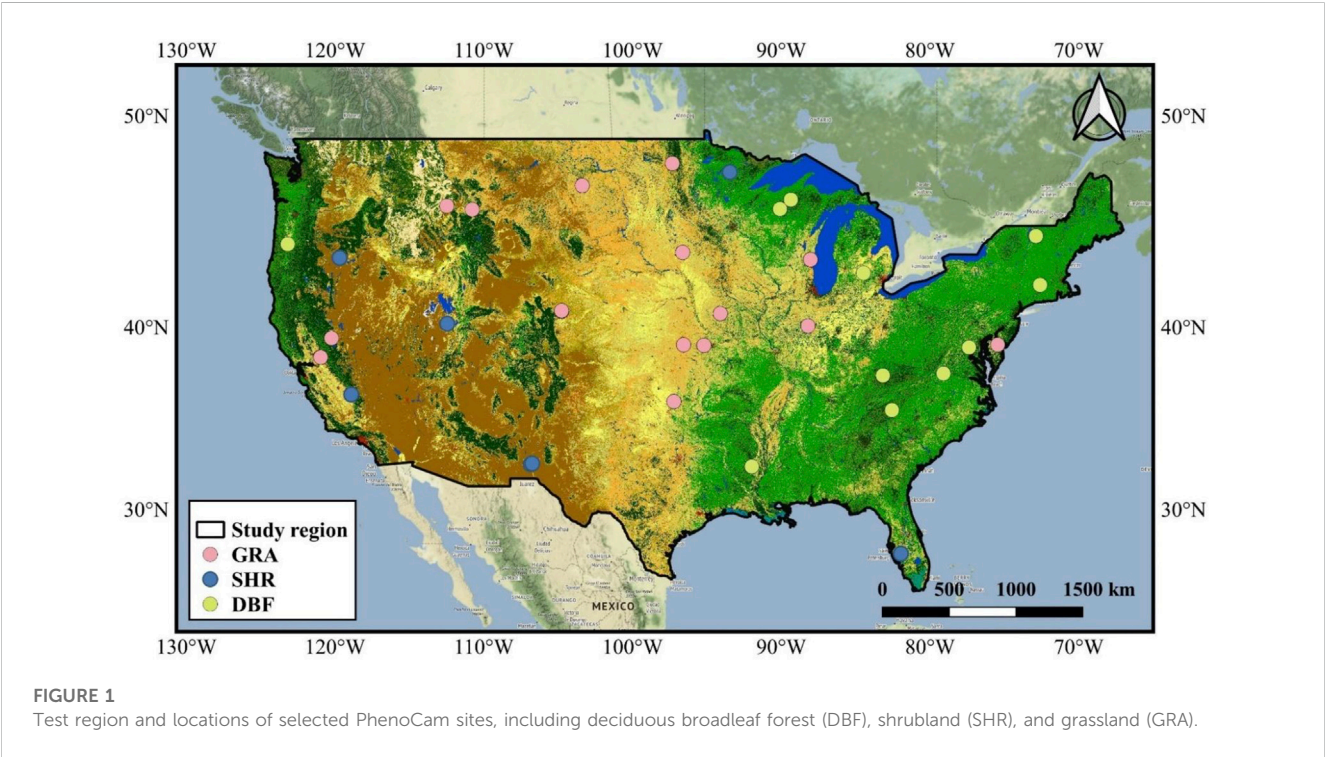 130°W 120°W 110°W 100°W 90°W 80°W 70°W
50°N 50°N
40°N 40°N
30°N 30°N
Study region
GRA
SHR
DBF
MEXICO
0 500 1000 1500 km
130°W 120°W 110°W 100°W 90°W 80°W 70°W
FIGURE 1
Test region and locations of selected PhenoCam sites, including deciduous broadleaf forest (DBF), shrubland (SHR), and grassland (GRA).